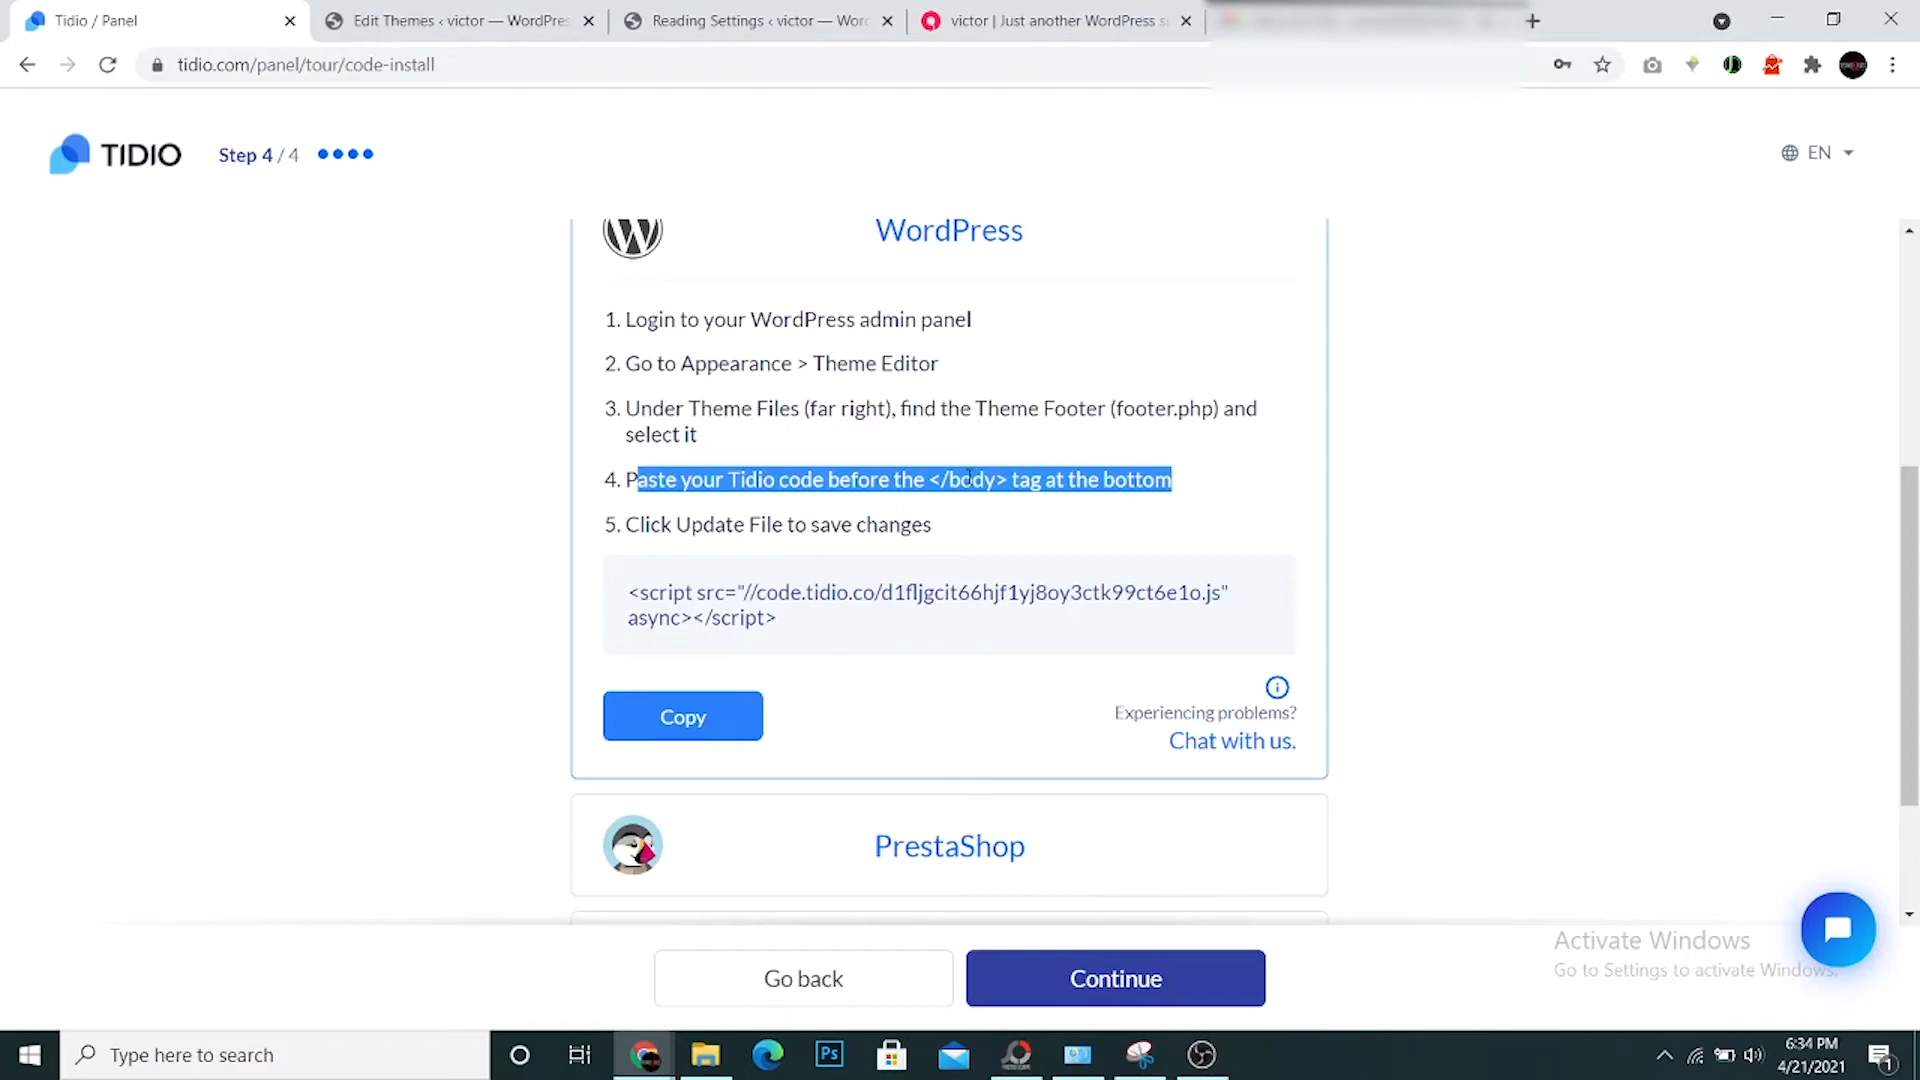 Tidio / Panel
Edit Themes ‹ victor — WordPres
Reading Settings ‹ victor — Worc
victor | Just another WordPress s
tidio.com/panel/tour/code-install
TIDIO
Step 4 / 4
EN
WordPress
1. Login to your WordPress admin panel
2. Go to Appearance > Theme Editor
3. Under Theme Files (far right), find the Theme Footer (footer.php) and
select it
4. Paste your Tidio code before the </body> tag at the bottom
5. Click Update File to save changes
<script src="//code.tidio.co/d1fljgcit66hjf1yj8oy3ctk99ct6e1o.js"
async></script>
Copy
Experiencing problems?
Chat with us.
PrestaShop
Activate Windows
Go to Settings to activate Windows.
Go back
Continue
Type here to search
Ps
6:34 PM
4/21/2021
1